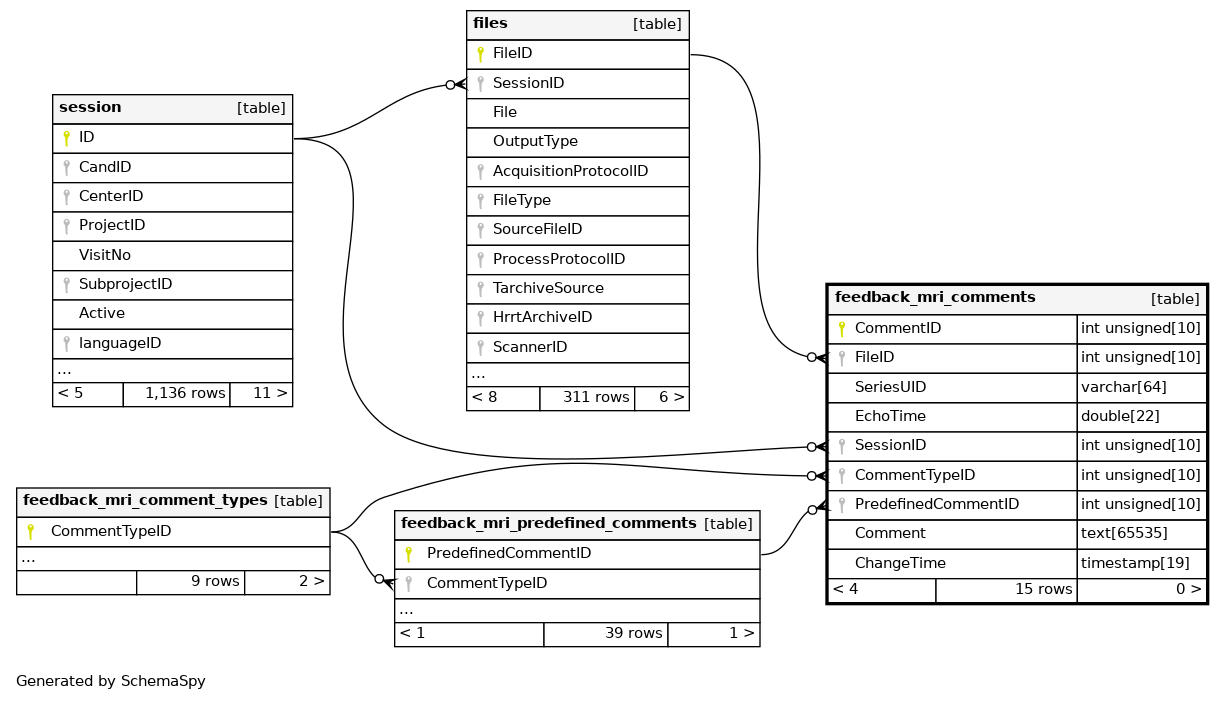 files [table]
FileID
SessionID
File
OutputType
AcquisitionProtocolID
FileType
SourceFileID
ProcessProtocolID
TarchiveSource
HrrtArchiveID
ScannerID
...
< 8 311 rows 6 >
session [table]
ID
CandID
CenterID
ProjectID
VisitNo
SubprojectID
Active
languageID
...
< 5 1,136 rows 11 >
feedback_mri_comments [table]
CommentID int unsigned[10]
FileID int unsigned[10]
SeriesUID varchar[64]
EchoTime double[22]
SessionID int unsigned[10]
CommentTypeID int unsigned[10]
PredefinedCommentID int unsigned[10]
Comment text[65535]
ChangeTime timestamp[19]
< 4 15 rows 0 >
feedback_mri_comment_types [table]
CommentTypeID
...
9 rows 2 >
feedback_mri_predefined_comments [table]
PredefinedCommentID
CommentTypeID
...
< 1 39 rows 1 >
Generated by SchemaSpy